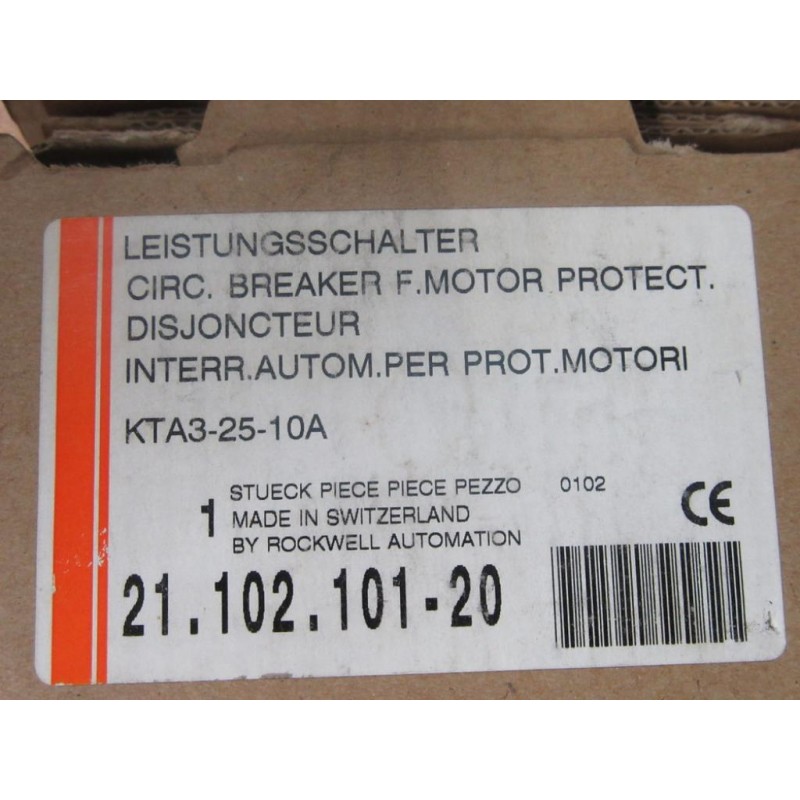 LEISTUNGSSCHALTER
CIRC. BREAKER F.MOTOR PROTECT.
DISJONCTEUR
INTERR.AUTOM.PER PROT.MOTORI
KTA3-25-10A
1 STUECK PIECE PIECE PEZZO 0102
MADE IN SWITZERLAND
BY ROCKWELL AUTOMATION
CE
21.102.101-20